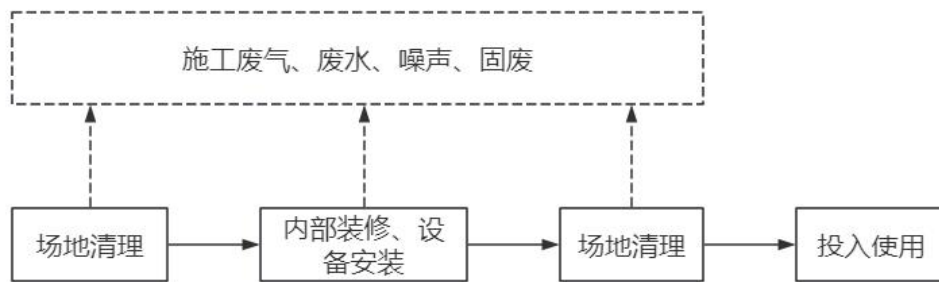 施工废气、废水、噪声、固废
场地清理
内部装修、设
备安装
场地清理
投入使用